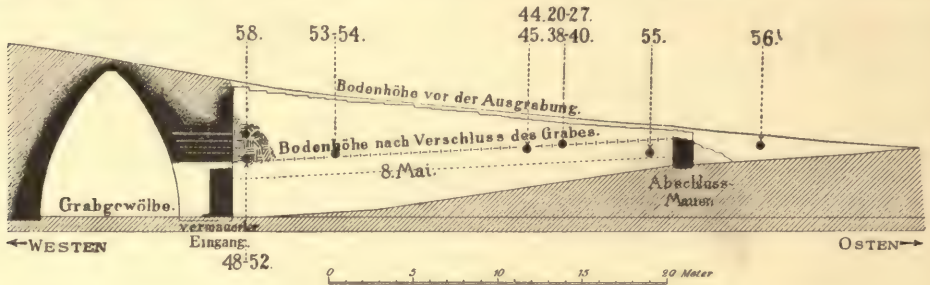 44. 20-27.
58. 53-54. 45. 38-40. 55. 56.
Bodenhöhe vor der Ausgrabung.
Bodenhöhe nach Verschluss des Grabes.
8. Mai.
Abschluss-
Mauer.
Grabgewölbe.
vermauerter
Eingang.
WESTEN
OSTEN
48-52.
0 5 10 15 20 Meter